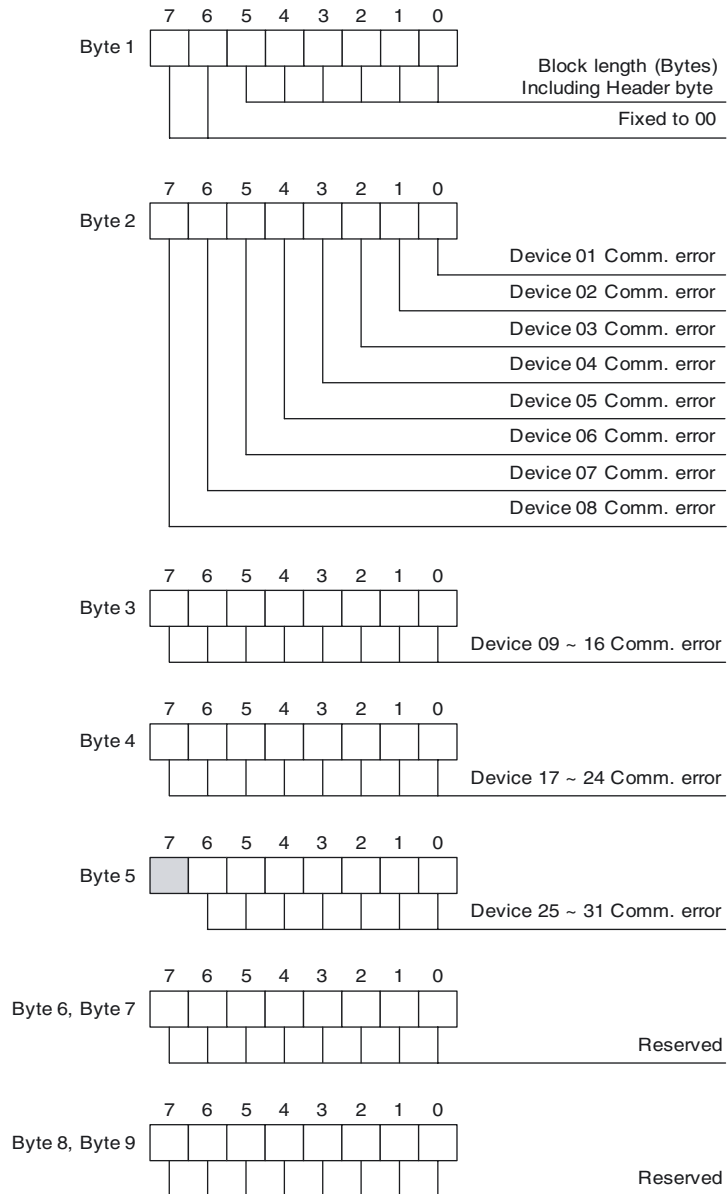 7 6 5 4 3 2 1 0
Byte 1
Block length (Bytes)
Including Header byte
Fixed to 00
7 6 5 4 3 2 1 0
Byte 2
Device 01 Comm. error
Device 02 Comm. error
Device 03 Comm. error
Device 04 Comm. error
Device 05 Comm. error
Device 06 Comm. error
Device 07 Comm. error
Device 08 Comm. error
7 6 5 4 3 2 1 0
Byte 3
Device 09 ~ 16 Comm. error
7 6 5 4 3 2 1 0
Byte 4
Device 17 ~ 24 Comm. error
7 6 5 4 3 2 1 0
Byte 5
Device 25 ~ 31 Comm. error
7 6 5 4 3 2 1 0
Byte 6, Byte 7
Reserved
7 6 5 4 3 2 1 0
Byte 8, Byte 9
Reserved